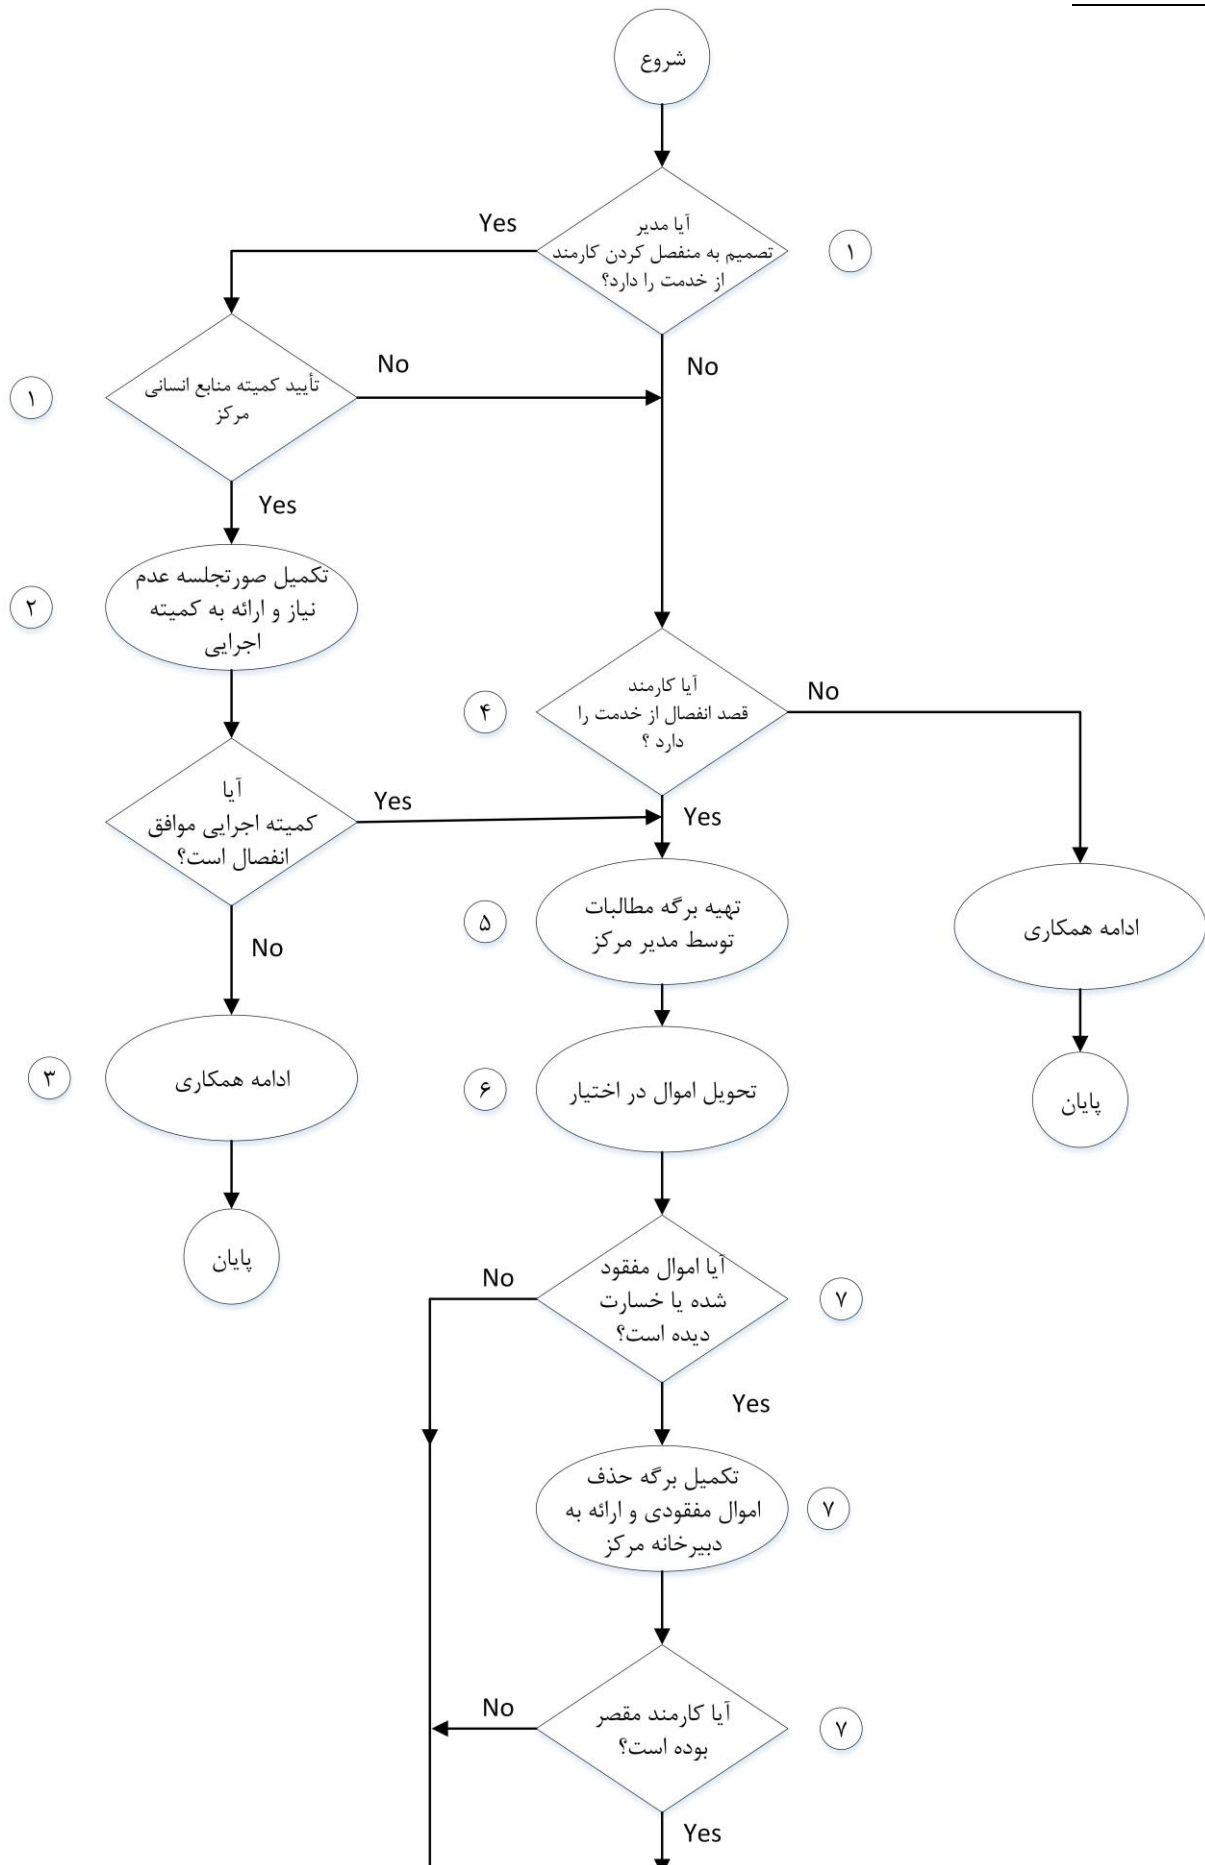 شروع
Yes
آیا مدیر
تصمیم به منفصل کردن کارمند
از خدمت را دارد؟
۱
No
۱
تأیید کمیته منابع انسانی
مرکز
No
Yes
۲
تکمیل صورتجلسه عدم
نیاز و ارائه به کمیته
اجرایی
۴
آیا کارمند
قصد انفصال از خدمت را
دارد ؟
No
آیا
کمیته اجرایی موافق
انفصال است؟
Yes
Yes
۵
تهیه برگه مطالبات
توسط مدیر مرکز
ادامه همکاری
No
۳
ادامه همکاری
۶
تحویل اموال در اختیار
پایان
پایان
No
آیا اموال مفقود
شده یا خسارت
دیده است؟
۷
Yes
تکمیل برگه حذف
اموال مفقودی و ارائه به
دبیرخانه مرکز
۷
No
آیا کارمند مقصر
بوده است؟
۷
Yes